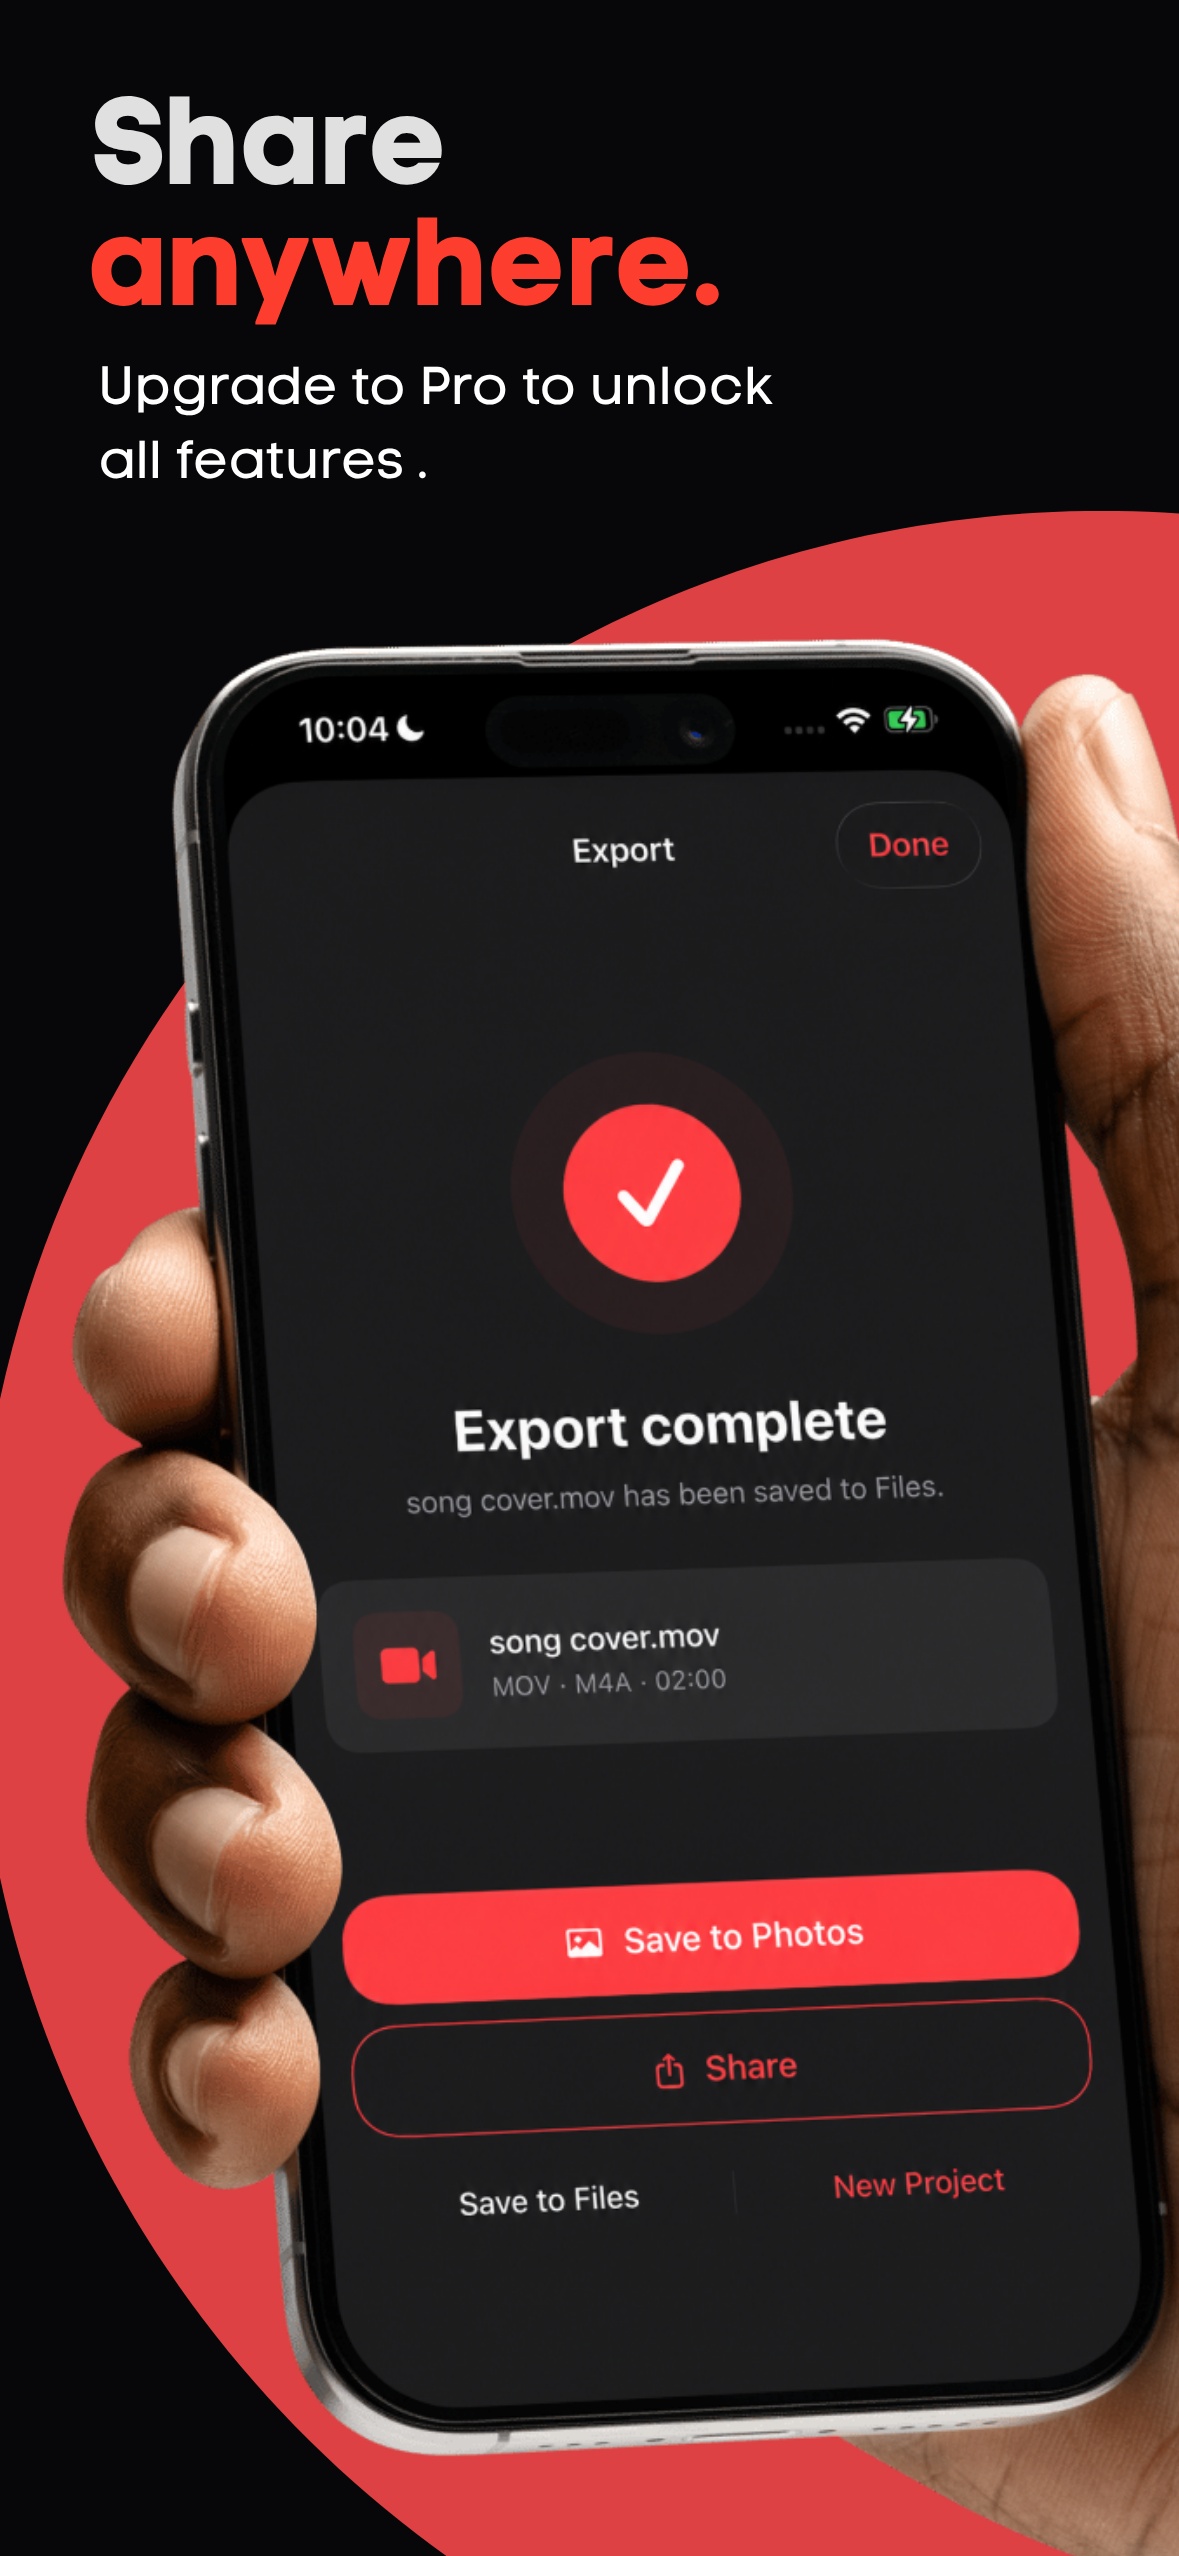 Share
anywhere.
Upgrade to Pro to unlock
all features .
10:04
Export
Done
Export complete
song cover.mov has been saved to Files.
song cover.mov
MOV · M4A · 02:00
Save to Photos
Share
Save to Files
New Project